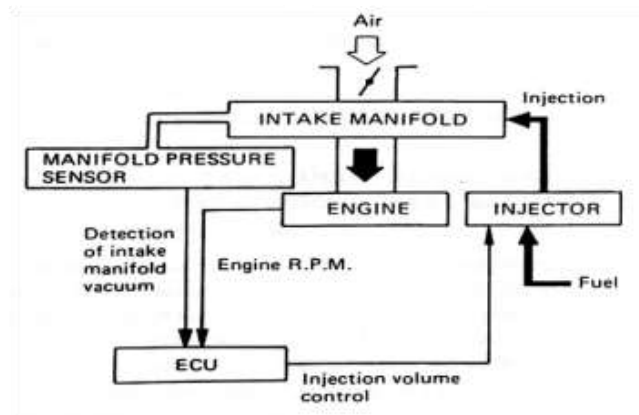 Air
Injection
INTAKE MANIFOLD
MANIFOLD PRESSURE
SENSOR
ENGINE
INJECTOR
Detection
of intake
manifold
vacuum
Engine R.P.M.
Fuel
ECU
Injection volume
control